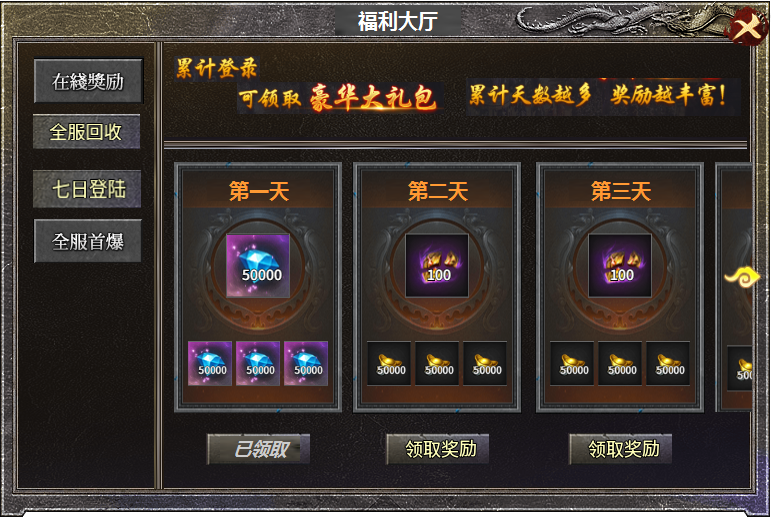 福利大厅
在綫獎励
全服回收
七日登陆
全服首爆
累计登录
可领取 豪华大礼包 累计天数越多 奖励越丰富!
第一天 第二天 第三天
50000 100 100
50000 50000 50000 50000 50000 50000 50000 50000 50000
已领取 领取奖励 领取奖励